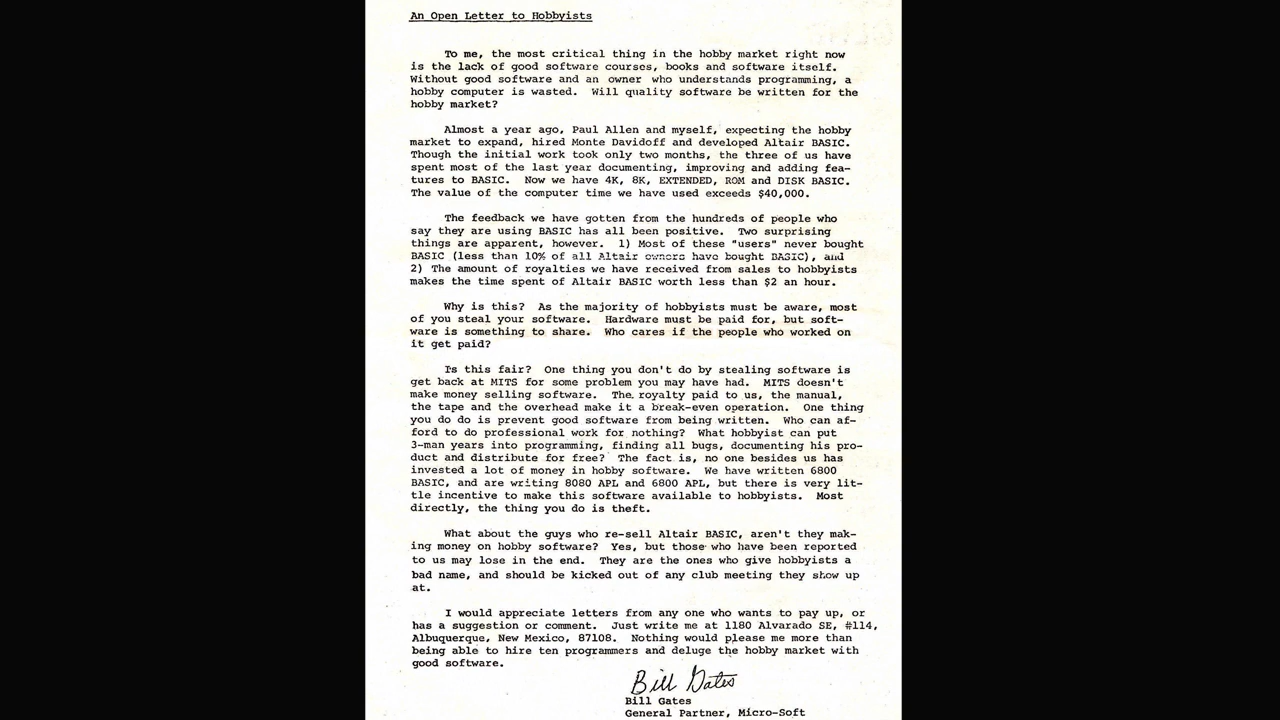 An Open Letter to Hobbyists
To me, the most critical thing in the hobby market right now
is the lack of good software courses, books and software itself.
Without good software and an owner who understands programming, a
hobby computer is wasted. Will quality software be written for the
hobby market?
Almost a year ago, Paul Allen and myself, expecting the hobby
market to expand, hired Monte Davidoff and developed Altair BASIC.
Though the initial work took only two months, the three of us have
spent most of the last year documenting, improving and adding fea-
tures to BASIC. Now we have 4K, 8K, EXTENDED, ROM and DISK BASIC.
The value of the computer time we have used exceeds $40,000.
The feedback we have gotten from the hundreds of people who
say they are using BASIC has all been positive. Two surprising
things are apparent, however. 1) Most of these "users" never bought
BASIC (less than 10% of all Altair owners have bought BASIC), and
2) The amount of royalties we have received from sales to hobbyists
makes the time spent of Altair BASIC worth less than $2 an hour.
Why is this? As the majority of hobbyists must be aware, most
of you steal your software. Hardware must be paid for, but soft-
ware is something to share. Who cares if the people who worked on
it get paid?
Is this fair? One thing you don't do by stealing software is
get back at MITS for some problem you may have had. MITS doesn't
make money selling software. The royalty paid to us, the manual,
the tape and the overhead make it a break-even operation. One thing
you do do is prevent good software from being written. Who can af-
ford to do professional work for nothing? What hobbyist can put
3-man years into programming, finding all bugs, documenting his pro-
duct and distribute for free? The fact is, no one besides us has
invested a lot of money in hobby software. We have written 6800
BASIC, and are writing 8080 APL and 6800 APL, but there is very lit-
tle incentive to make this software available to hobbyists. Most
directly, the thing you do is theft.
What about the guys who re-sell Altair BASIC, aren't they mak-
ing money on hobby software? Yes, but those who have been reported
to us may lose in the end. They are the ones who give hobbyists a
bad name, and should be kicked out of any club meeting they show up
at.
I would appreciate letters from any one who wants to pay up, or
has a suggestion or comment. Just write me at 1180 Alvarado SE, #114,
Albuquerque, New Mexico, 87108. Nothing would please me more than
being able to hire ten programmers and deluge the hobby market with
good software.
Bill Gates
Bill Gates
General Partner, Micro-Soft